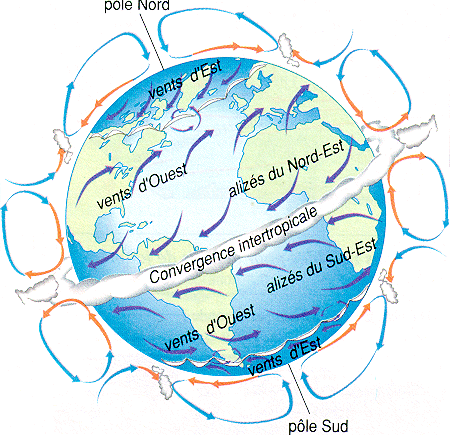 pôle Nord
vents d'Est
vents d'Ouest
alizés du Nord-Est
Convergence intertropicale
alizés du Sud-Est
vents d'Ouest
vents d'Est
pôle Sud